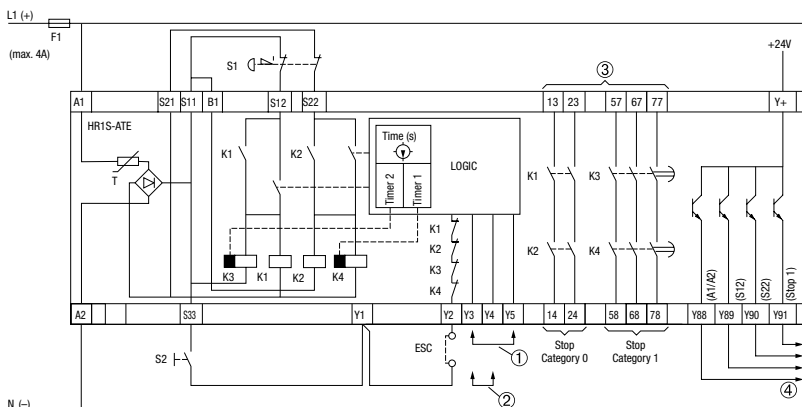 L1 (+)
F1
(max. 4A)
S1
+24V
③
A1 S21 S11 B1 S12 S22 13 23 57 67 77 Y+
HR1S-ATE
T
K1
K2
Time (s)
Timer 2
Timer 1
LOGIC
K1
K3
K1
K2
K3
K4
K2
K4
K3 K1 K2 K4
(A1/A2)
(S12)
(S22)
(Stop 1)
A2 S33 Y1 Y2 Y3 Y4 Y5 14 24 58 68 78 Y88 Y89 Y90 Y91
S2
ESC
①
②
Stop
Category 0
Stop
Category 1
④
N (–)